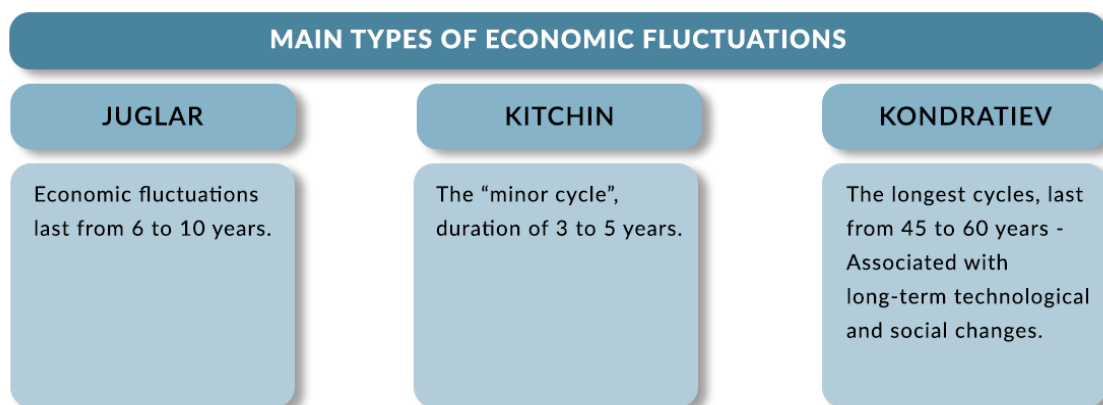 MAIN TYPES OF ECONOMIC FLUCTUATIONS
JUGLAR
Economic fluctuations
last from 6 to 10 years.
KITCHIN
The “minor cycle”,
duration of 3 to 5 years.
KONDRATIEV
The longest cycles, last
from 45 to 60 years -
Associated with
long-term technological
and social changes.